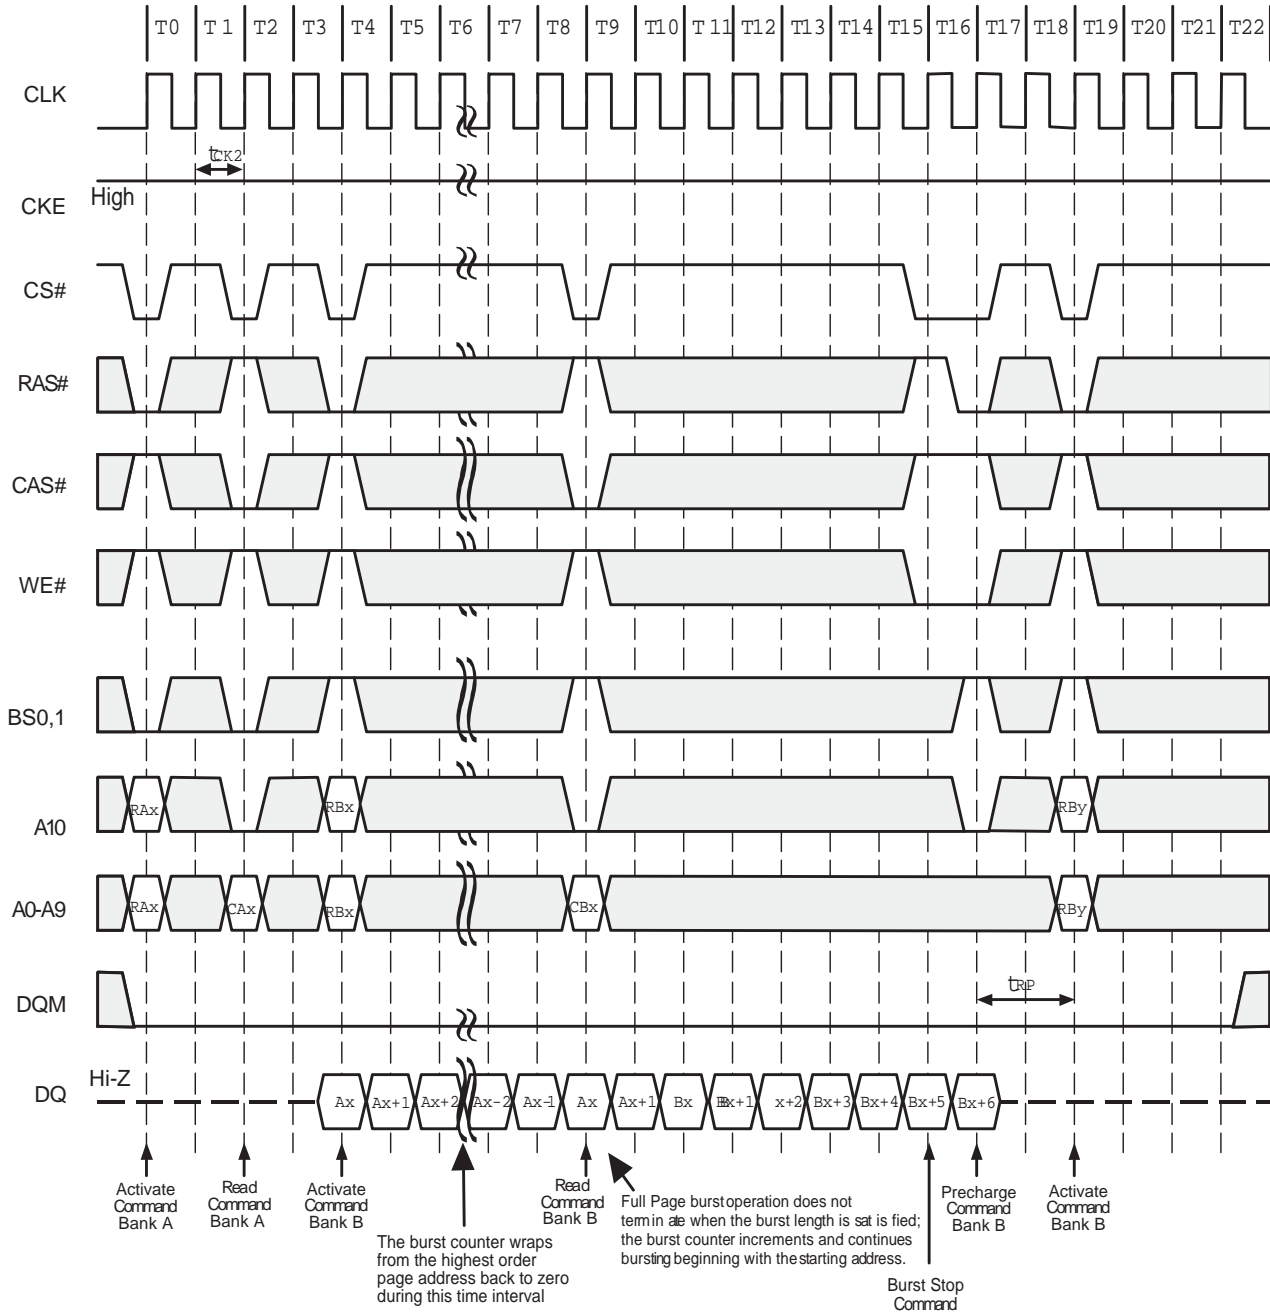 T0 T 1 T2 T3 T4 T5 T6 T7 T8 T9 T10 T 11 T12 T13 T14 T15 T16 T17 T18 T19 T20 T21 T22
CLK
tCK2
High
CKE
CS#
RAS#
CAS#
WE#
BS0,1
RAx RBx RBy
A10
A0-A9 RAx CAx RBx CBx RBy
DQM tRP
Hi-Z
DQ Ax Ax+1 Ax+2 Ax-2 Ax-1 Ax Ax+1 Bx Bx+1 x+2 Bx+3 Bx+4 Bx+5 Bx+6
Activate
Command
Bank A
Read
Command
Bank A
Activate
Command
Bank B
The burst counter wraps
from the highest order
page address back to zero
during this time interval
Read
Command
Bank B
Full Page burst operation does not
terminate when the burst length is satisfied;
the burst counter increments and continues
bursting beginning with the starting address.
Burst Stop
Command
Precharge
Command
Bank B
Activate
Command
Bank B